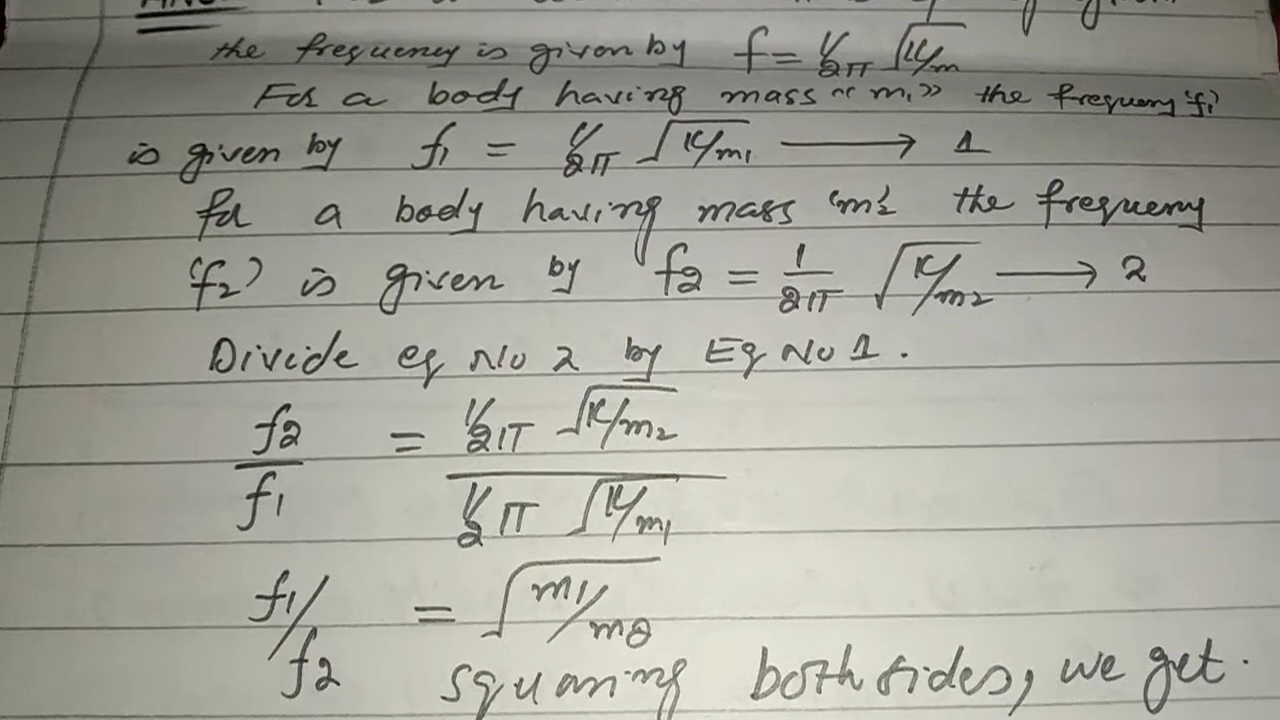 the frequency is given by f = 1/2π √K/m
For a body having mass "m1" the frequency 'f1'
is given by f1 = 1/2π √K/m1 ⟶ 1
for a body having mass 'm2' the frequency
'f2' is given by f2 = 1/2π √K/m2 ⟶ 2
Divide eq No 2 by Eq No 1.
f2/f1 = 1/2π √K/m2 / 1/2π √K/m1
f1/f2 = √m1/m2
squaring both sides, we get.